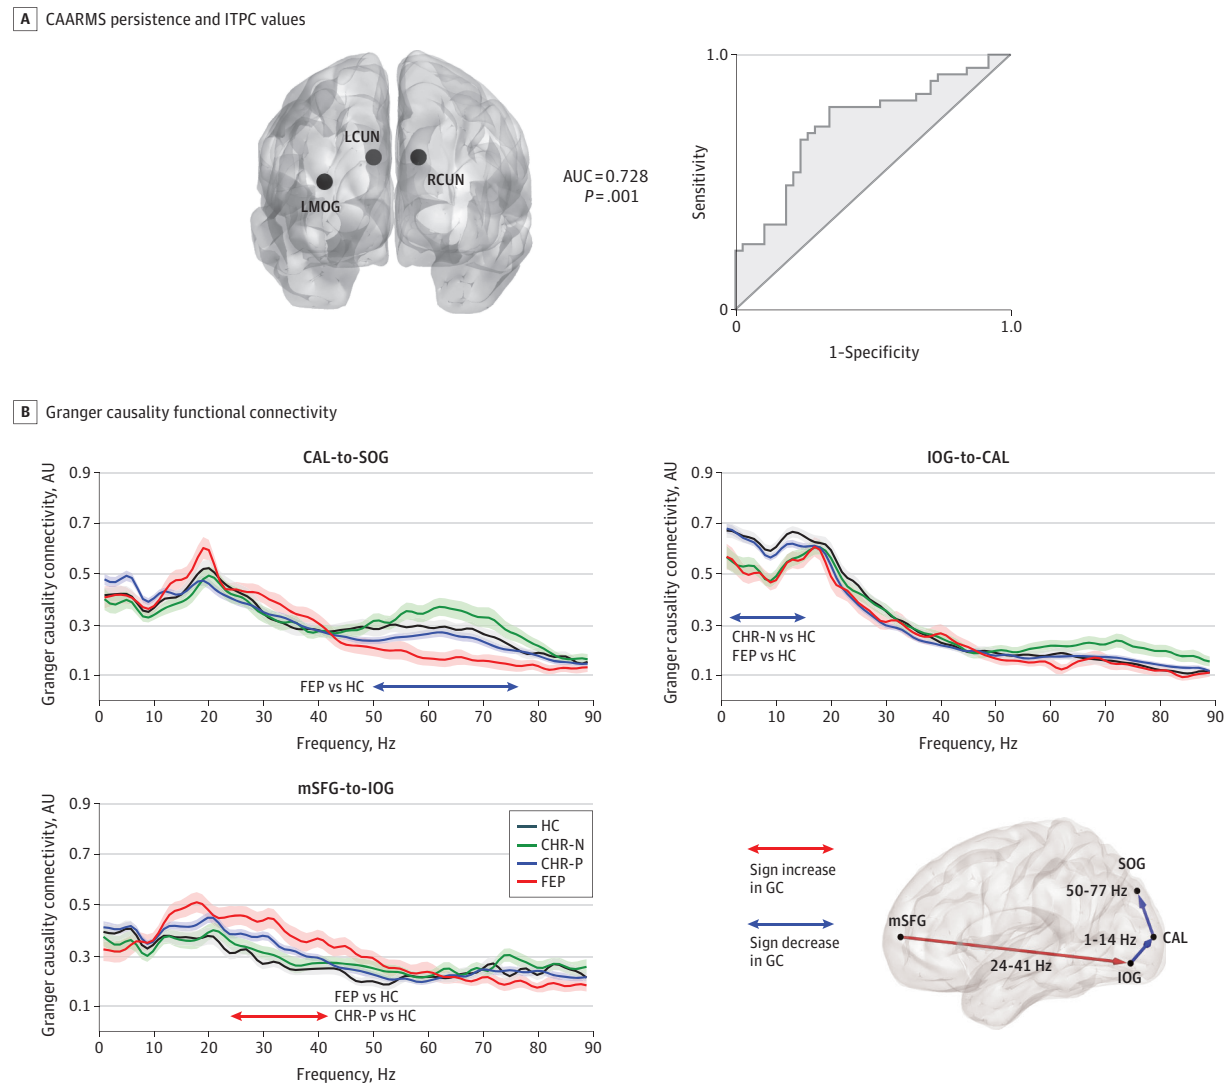 A CAARMS persistence and ITPC values
LCUN
RCUN
LMOG
AUC=0.728
P=.001
1.0
Sensitivity
0
0
1.0
1-Specificity
B Granger causality functional connectivity
CAL-to-SOG
Granger causality connectivity, AU
0.9
0.7
0.5
0.3
0.1
FEP vs HC
0 10 20 30 40 50 60 70 80 90
Frequency, Hz
IOG-to-CAL
Granger causality connectivity, AU
0.9
0.7
0.5
0.3
0.1
CHR-N vs HC
FEP vs HC
0 10 20 30 40 50 60 70 80 90
Frequency, Hz
mSFG-to-IOG
Granger causality connectivity, AU
0.9
0.7
0.5
0.3
0.1
HC
CHR-N
CHR-P
FEP
FEP vs HC
CHR-P vs HC
0 10 20 30 40 50 60 70 80 90
Frequency, Hz
Sign increase
in GC
Sign decrease
in GC
SOG
50-77 Hz
mSFG
1-14 Hz
CAL
24-41 Hz
IOG